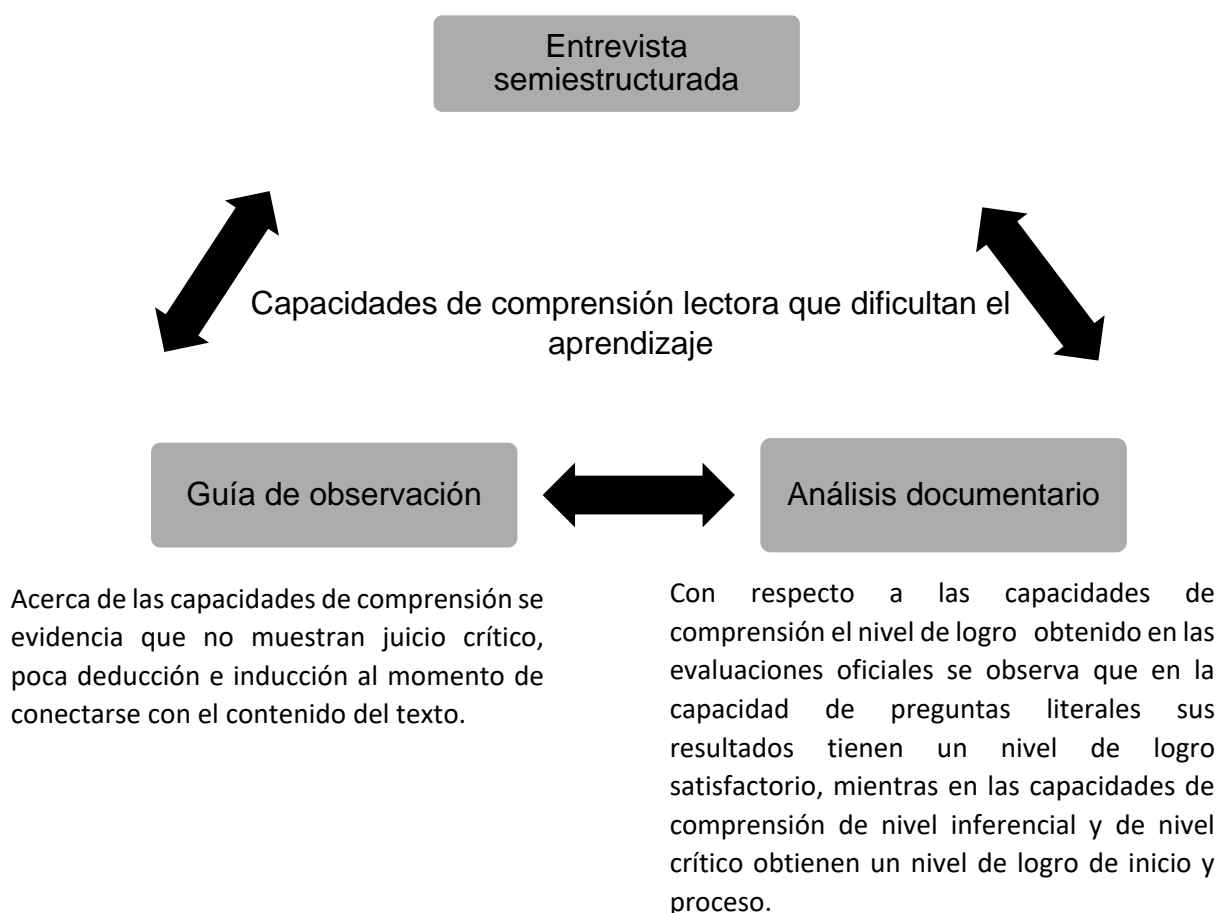 Entrevista
semiestructurada
Capacidades de comprensión lectora que dificultan el
aprendizaje
Guía de observación
Análisis documentario
Acerca de las capacidades de comprensión se
evidencia que no muestran juicio crítico,
poca deducción e inducción al momento de
conectarse con el contenido del texto.
Con respecto a las capacidades de
comprensión el nivel de logro obtenido en las
evaluaciones oficiales se observa que en la
capacidad de preguntas literales sus
resultados tienen un nivel de logro
satisfactorio, mientras en las capacidades de
comprensión de nivel inferencial y de nivel
crítico obtienen un nivel de logro de inicio y
proceso.